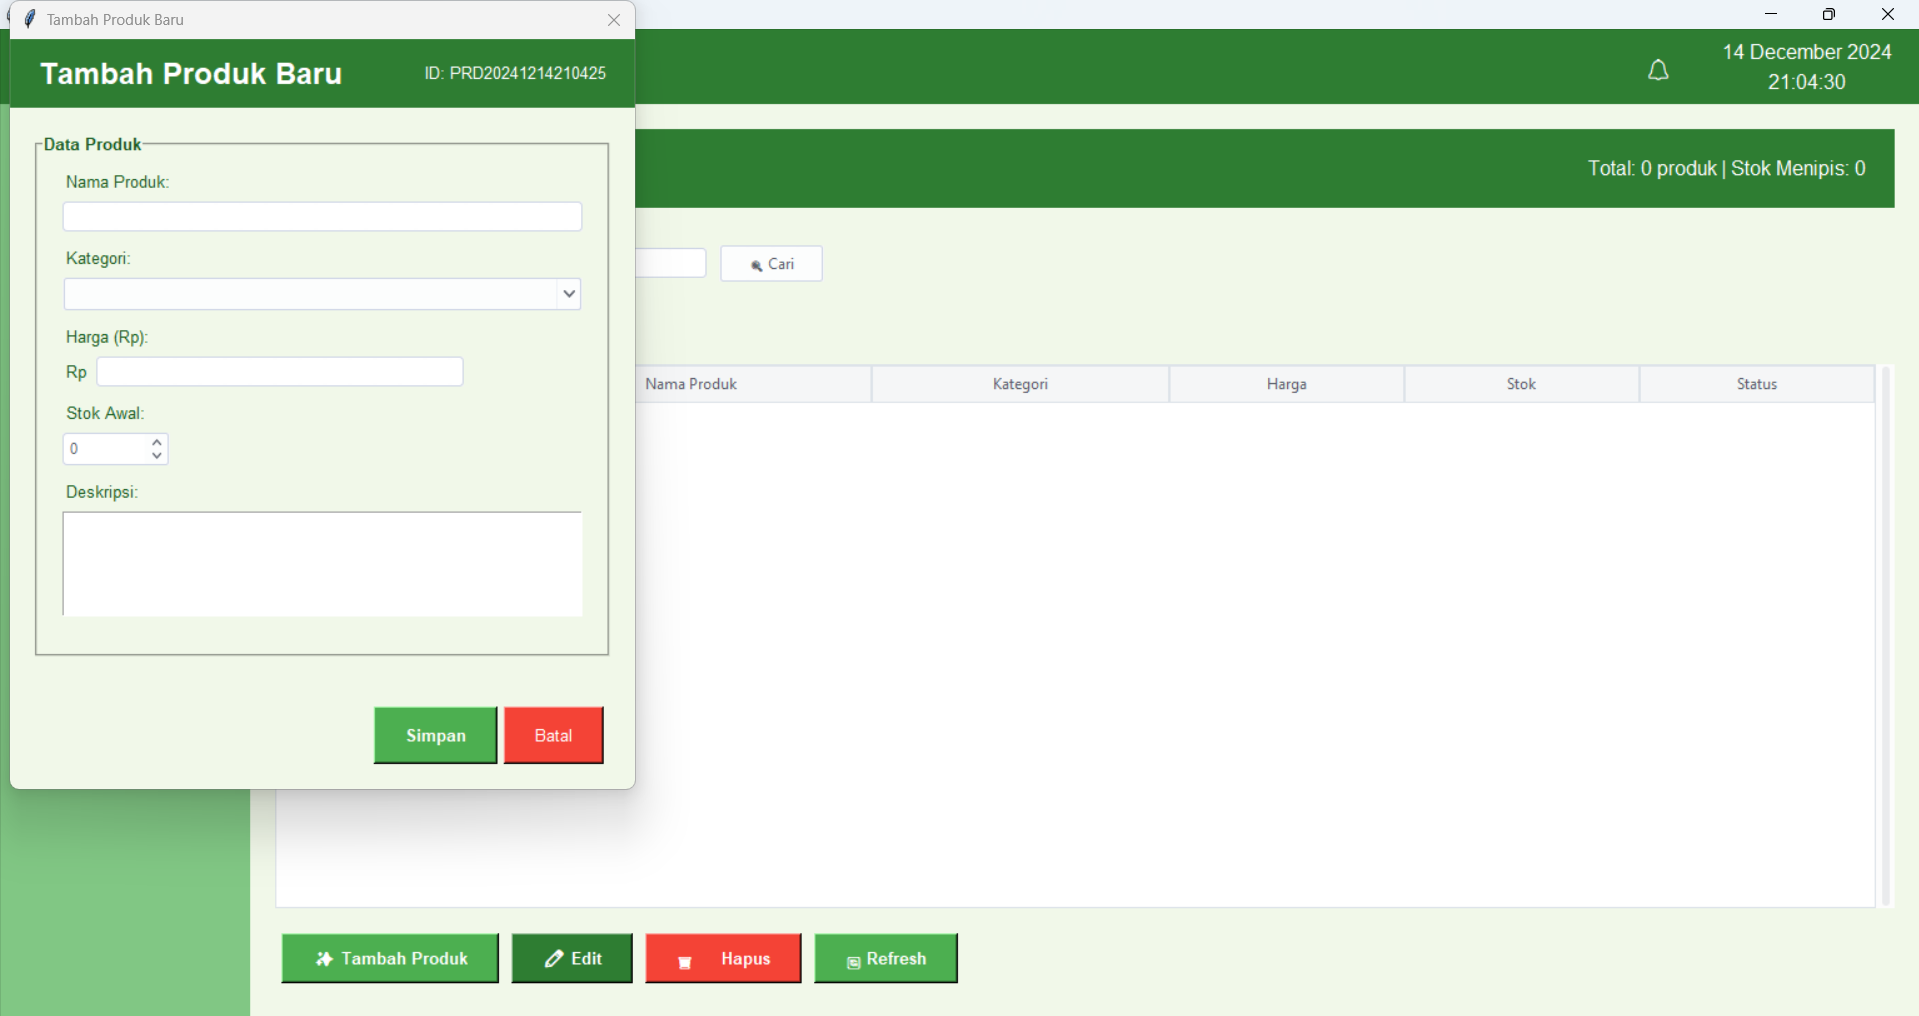 Tambah Produk Baru
Tambah Produk Baru
ID: PRD20241214210425
Data Produk
Nama Produk:
Kategori:
Harga (Rp):
Rp
Stok Awal:
0
Deskripsi:
Simpan
Batal
14 December 2024
21:04:30
Total: 0 produk | Stok Menipis: 0
Cari
Nama Produk
Kategori
Harga
Stok
Status
Tambah Produk
Edit
Hapus
Refresh